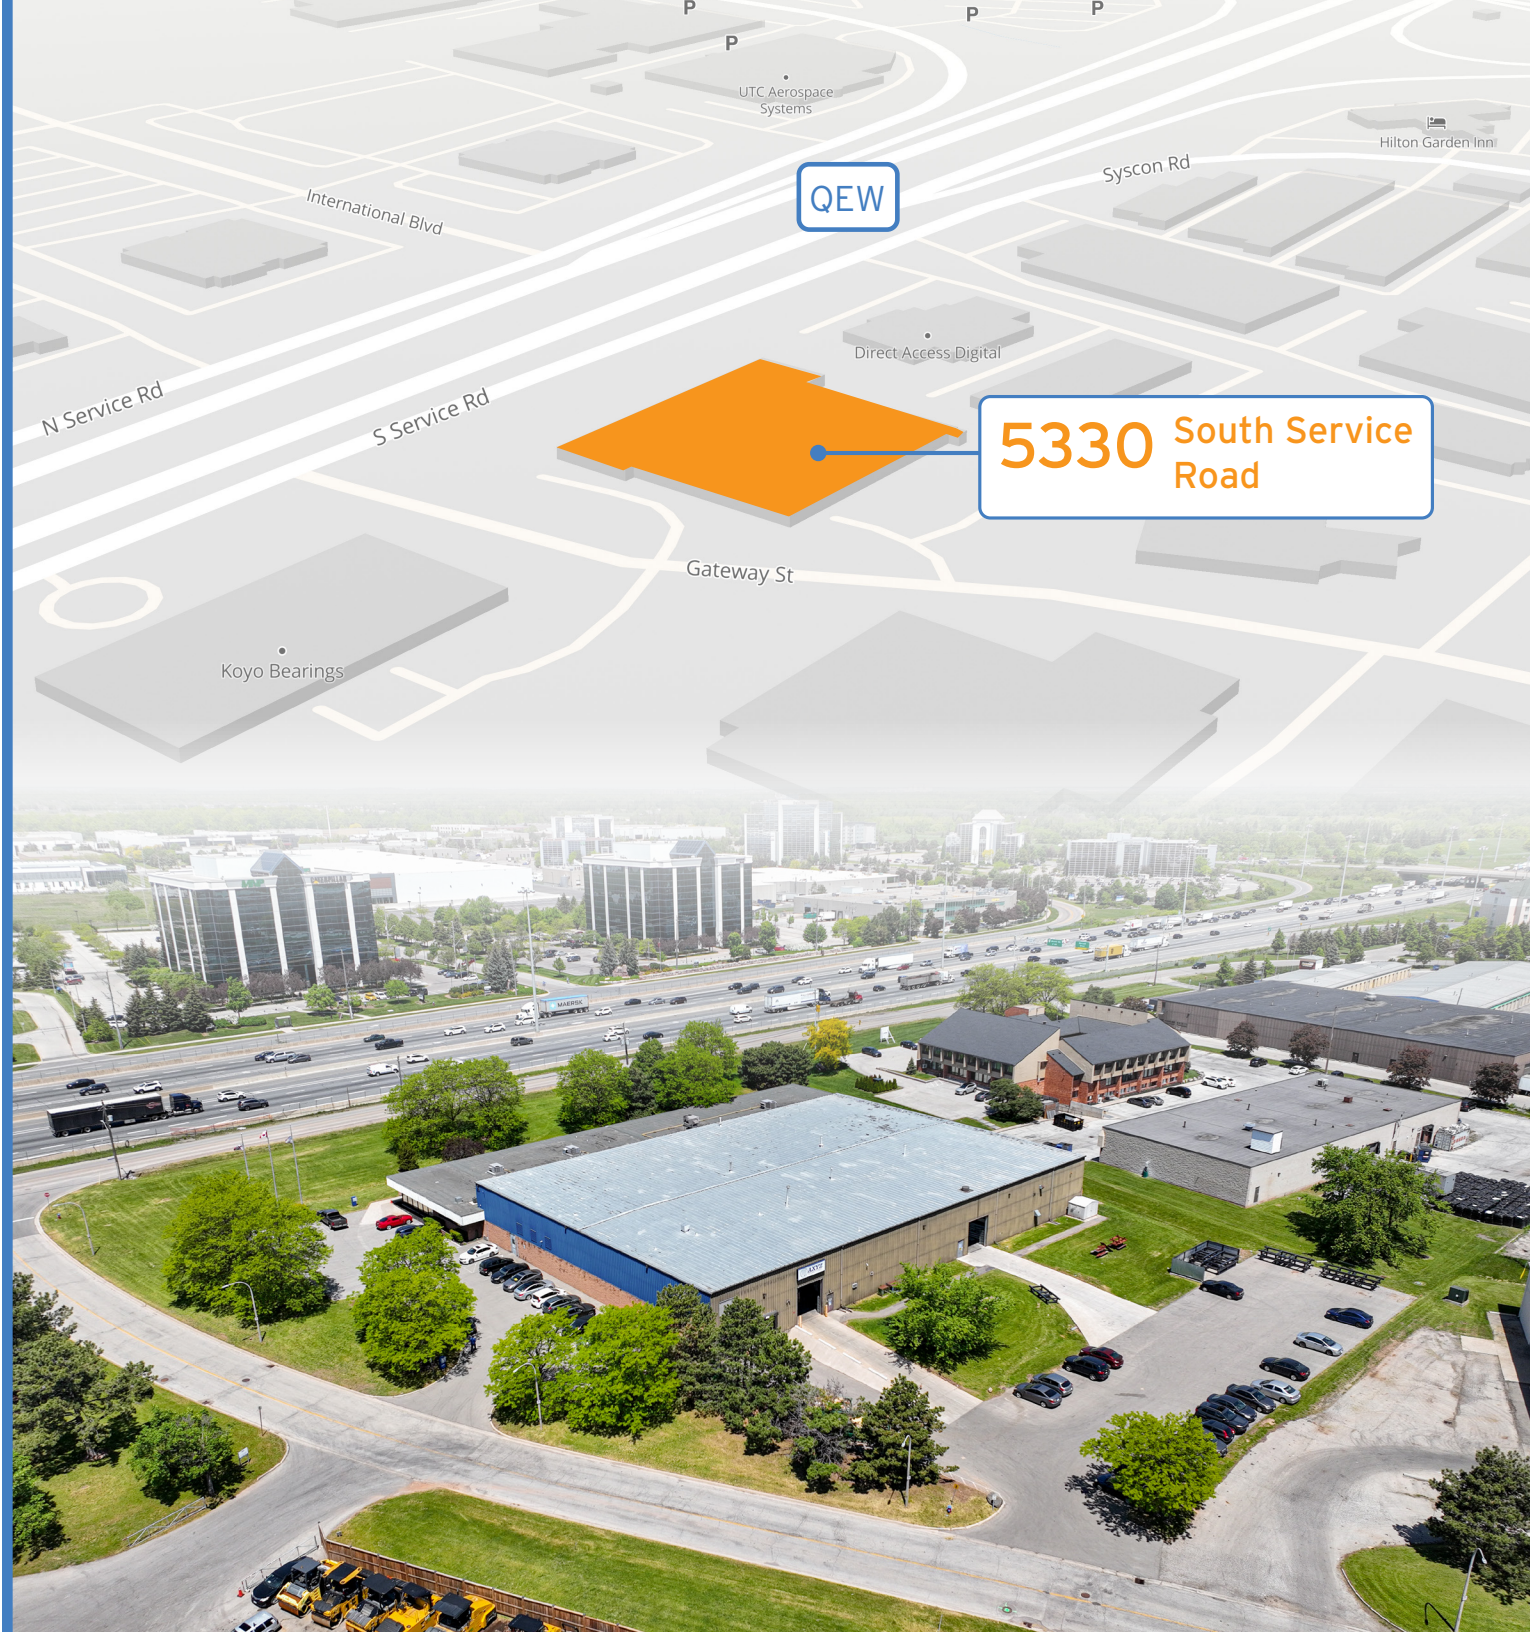 P
P
P
P
UTC Aerospace
Systems
Hilton Garden Inn
Syscon Rd
International Blvd
QEW
Direct Access Digital
N Service Rd
S Service Rd
5330 South Service
Road
Gateway St
Koyo Bearings
CATERPILLAR
MAERSK